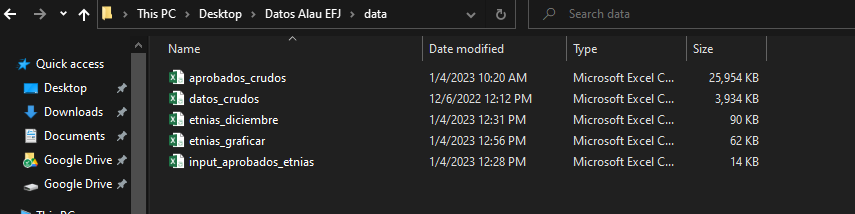 This PC > Desktop > Datos Alau EFJ > data
Search data
Name Date modified Type Size
Quick access
Desktop
Downloads
Documents
Google Drive
Google Drive
This PC
aprobados_crudos 1/4/2023 10:20 AM Microsoft Excel C... 25,954 KB
datos_crudos 12/6/2022 12:12 PM Microsoft Excel C... 3,934 KB
etnias_diciembre 1/4/2023 12:31 PM Microsoft Excel C... 90 KB
etnias_graficar 1/4/2023 12:56 PM Microsoft Excel C... 62 KB
input_aprobados_etnias 1/4/2023 12:28 PM Microsoft Excel C... 14 KB